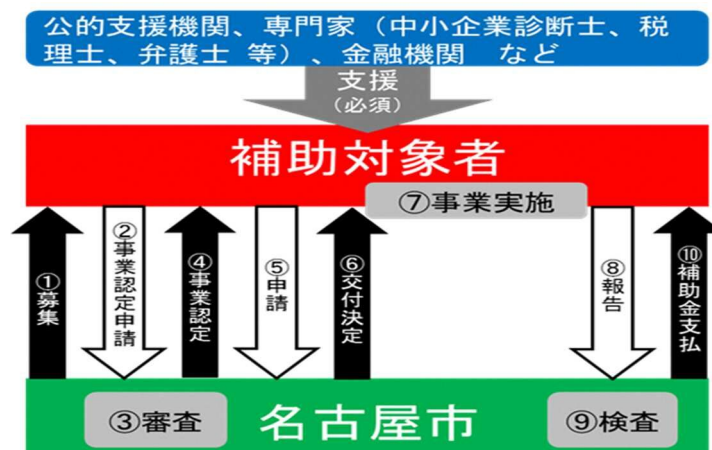 公的支援機関、専門家（中小企業診断士、税
理士、弁護士 等）、金融機関　など
支援
（必須）
補助対象者
⑦事業実施
①募集
②事業認定申請
④事業認定
⑤申請
⑥交付決定
⑧報告
⑩補助金支払
③審査
名古屋市
⑨検査